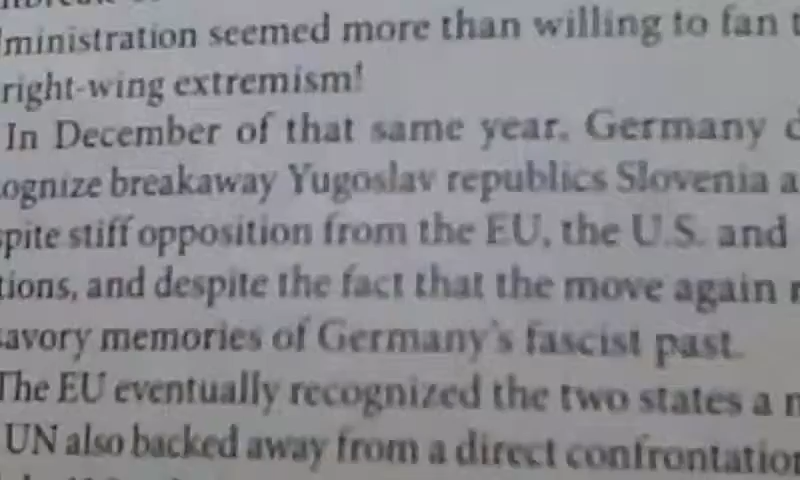 ministration seemed more than willing to fan
right-wing extremism!
In December of that same year, Germany
ognize breakaway Yugoslav republics Slovenia a
spite stiff opposition from the EU, the U.S. and
tions, and despite the fact that the move again
savory memories of Germany's fascist past.
The EU eventually recognized the two states a
UN also backed away from a direct confrontation